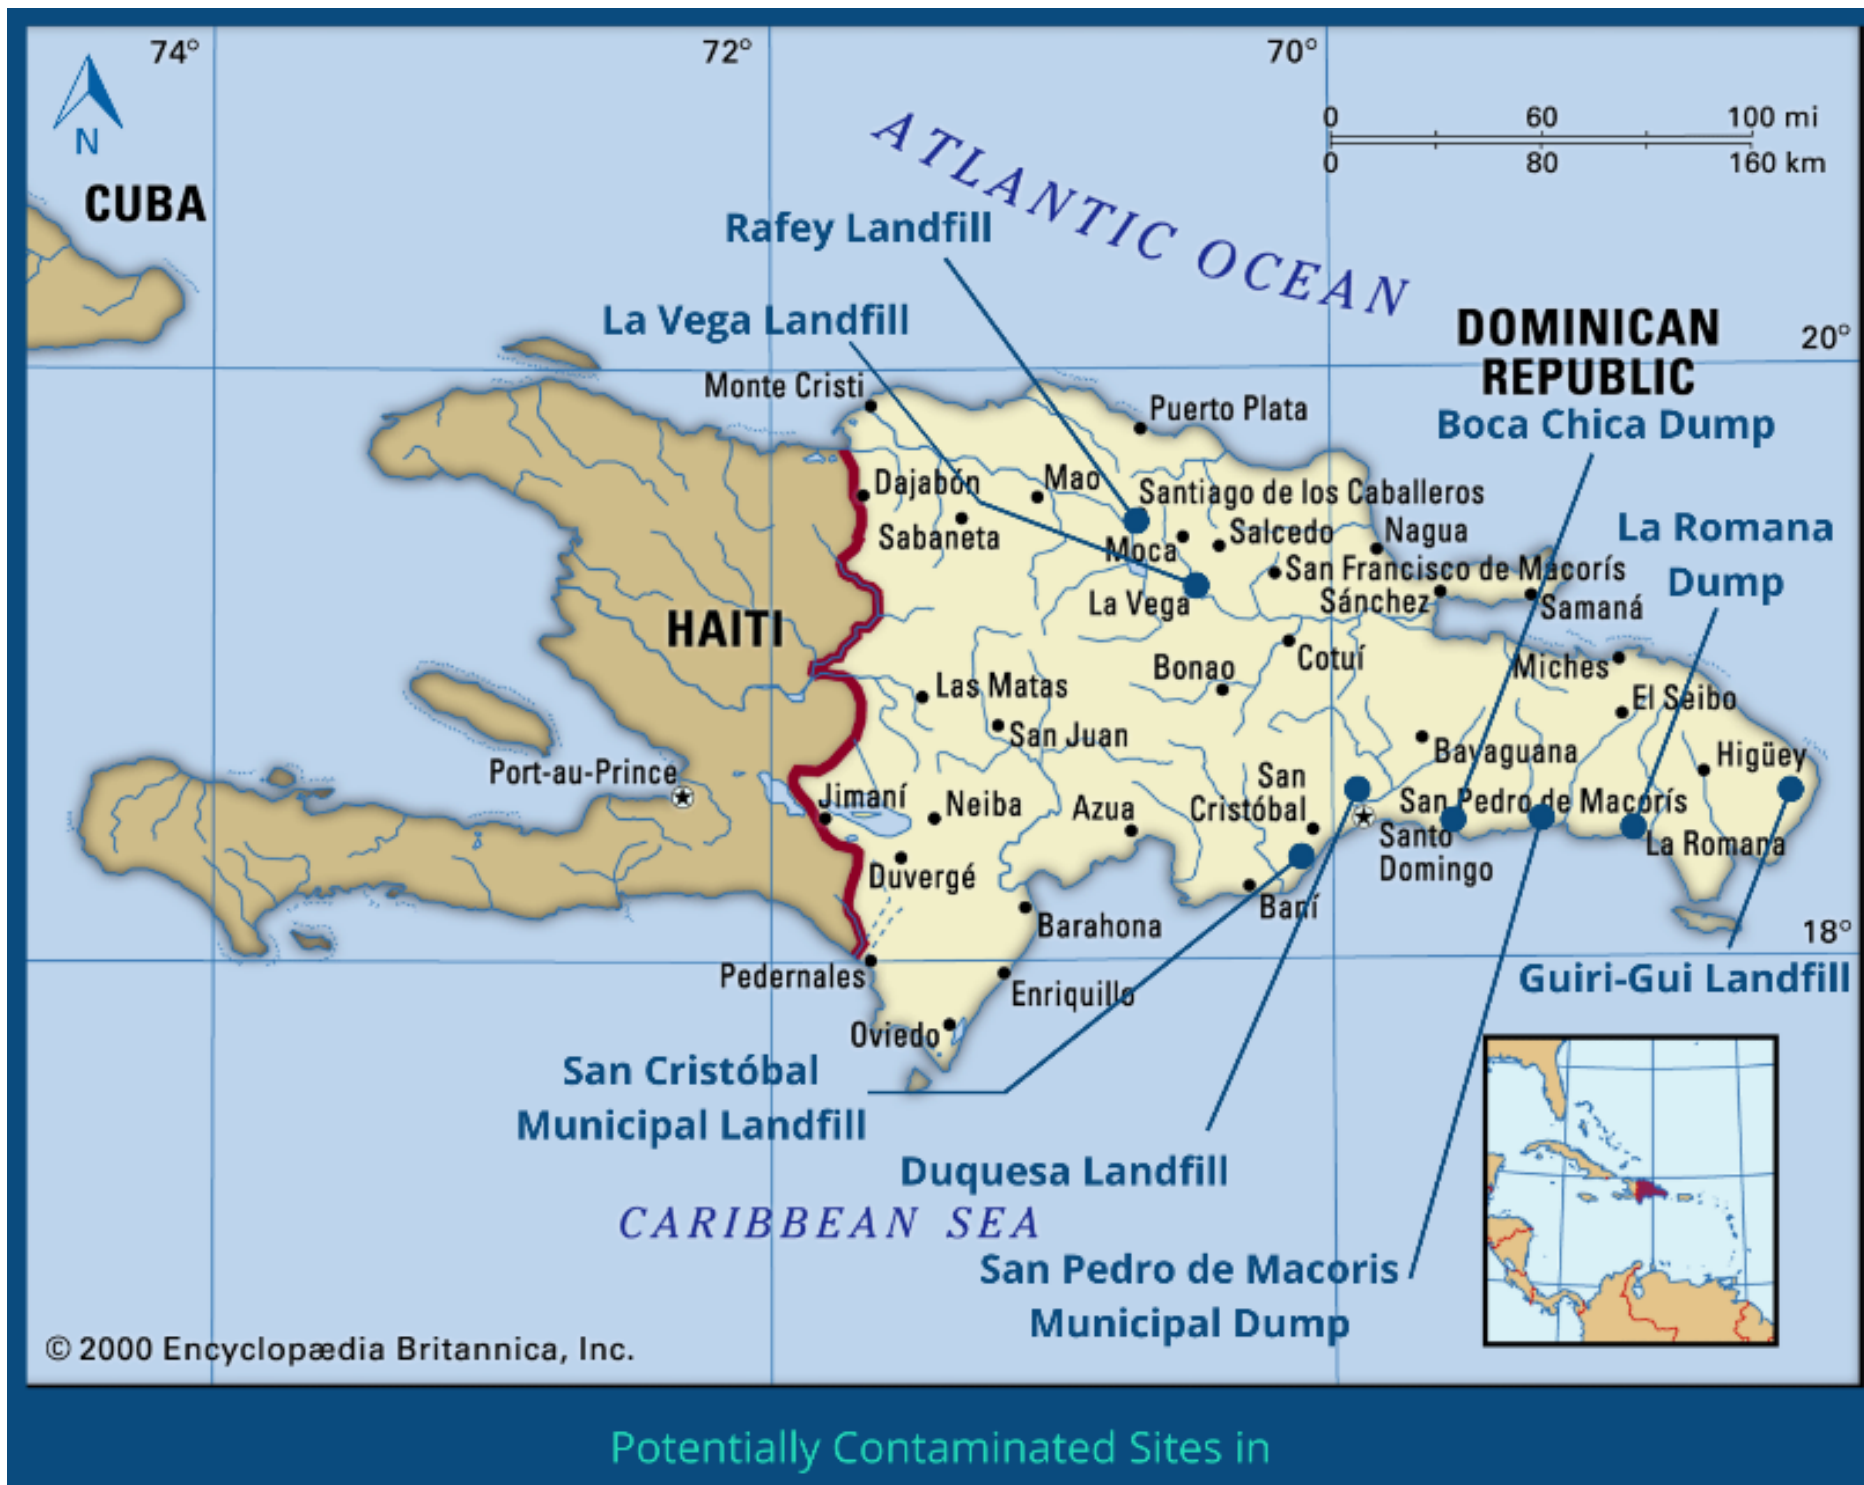 74°
72°
70°
N
0 60 100 mi
0 80 160 km
CUBA
ATLANTIC OCEAN
Rafey Landfill
La Vega Landfill
DOMINICAN
REPUBLIC
20°
Monte Cristi
Puerto Plata
Boca Chica Dump
Dajabón
Mao
Santiago de los Caballeros
Sabaneta
Moca
Salcedo
Nagua
La Romana
Dump
San Francisco de Macorís
La Vega
Sánchez
Samaná
HAITI
Bonao
Cotuí
Miches
Las Matas
El Seibo
San Juan
Bayaguana
Higüey
Port-au-Prince
Jimaní
Neiba
Azua
San
Cristóbal
San Pedro de Macorís
Santo
Domingo
La Romana
Duvergé
Baní
Barahona
18°
Pedernales
Enriquillo
Guiri-Gui Landfill
Oviedo
San Cristóbal
Municipal Landfill
Duquesa Landfill
CARIBBEAN SEA
San Pedro de Macoris
Municipal Dump
© 2000 Encyclopædia Britannica, Inc.
Potentially Contaminated Sites in